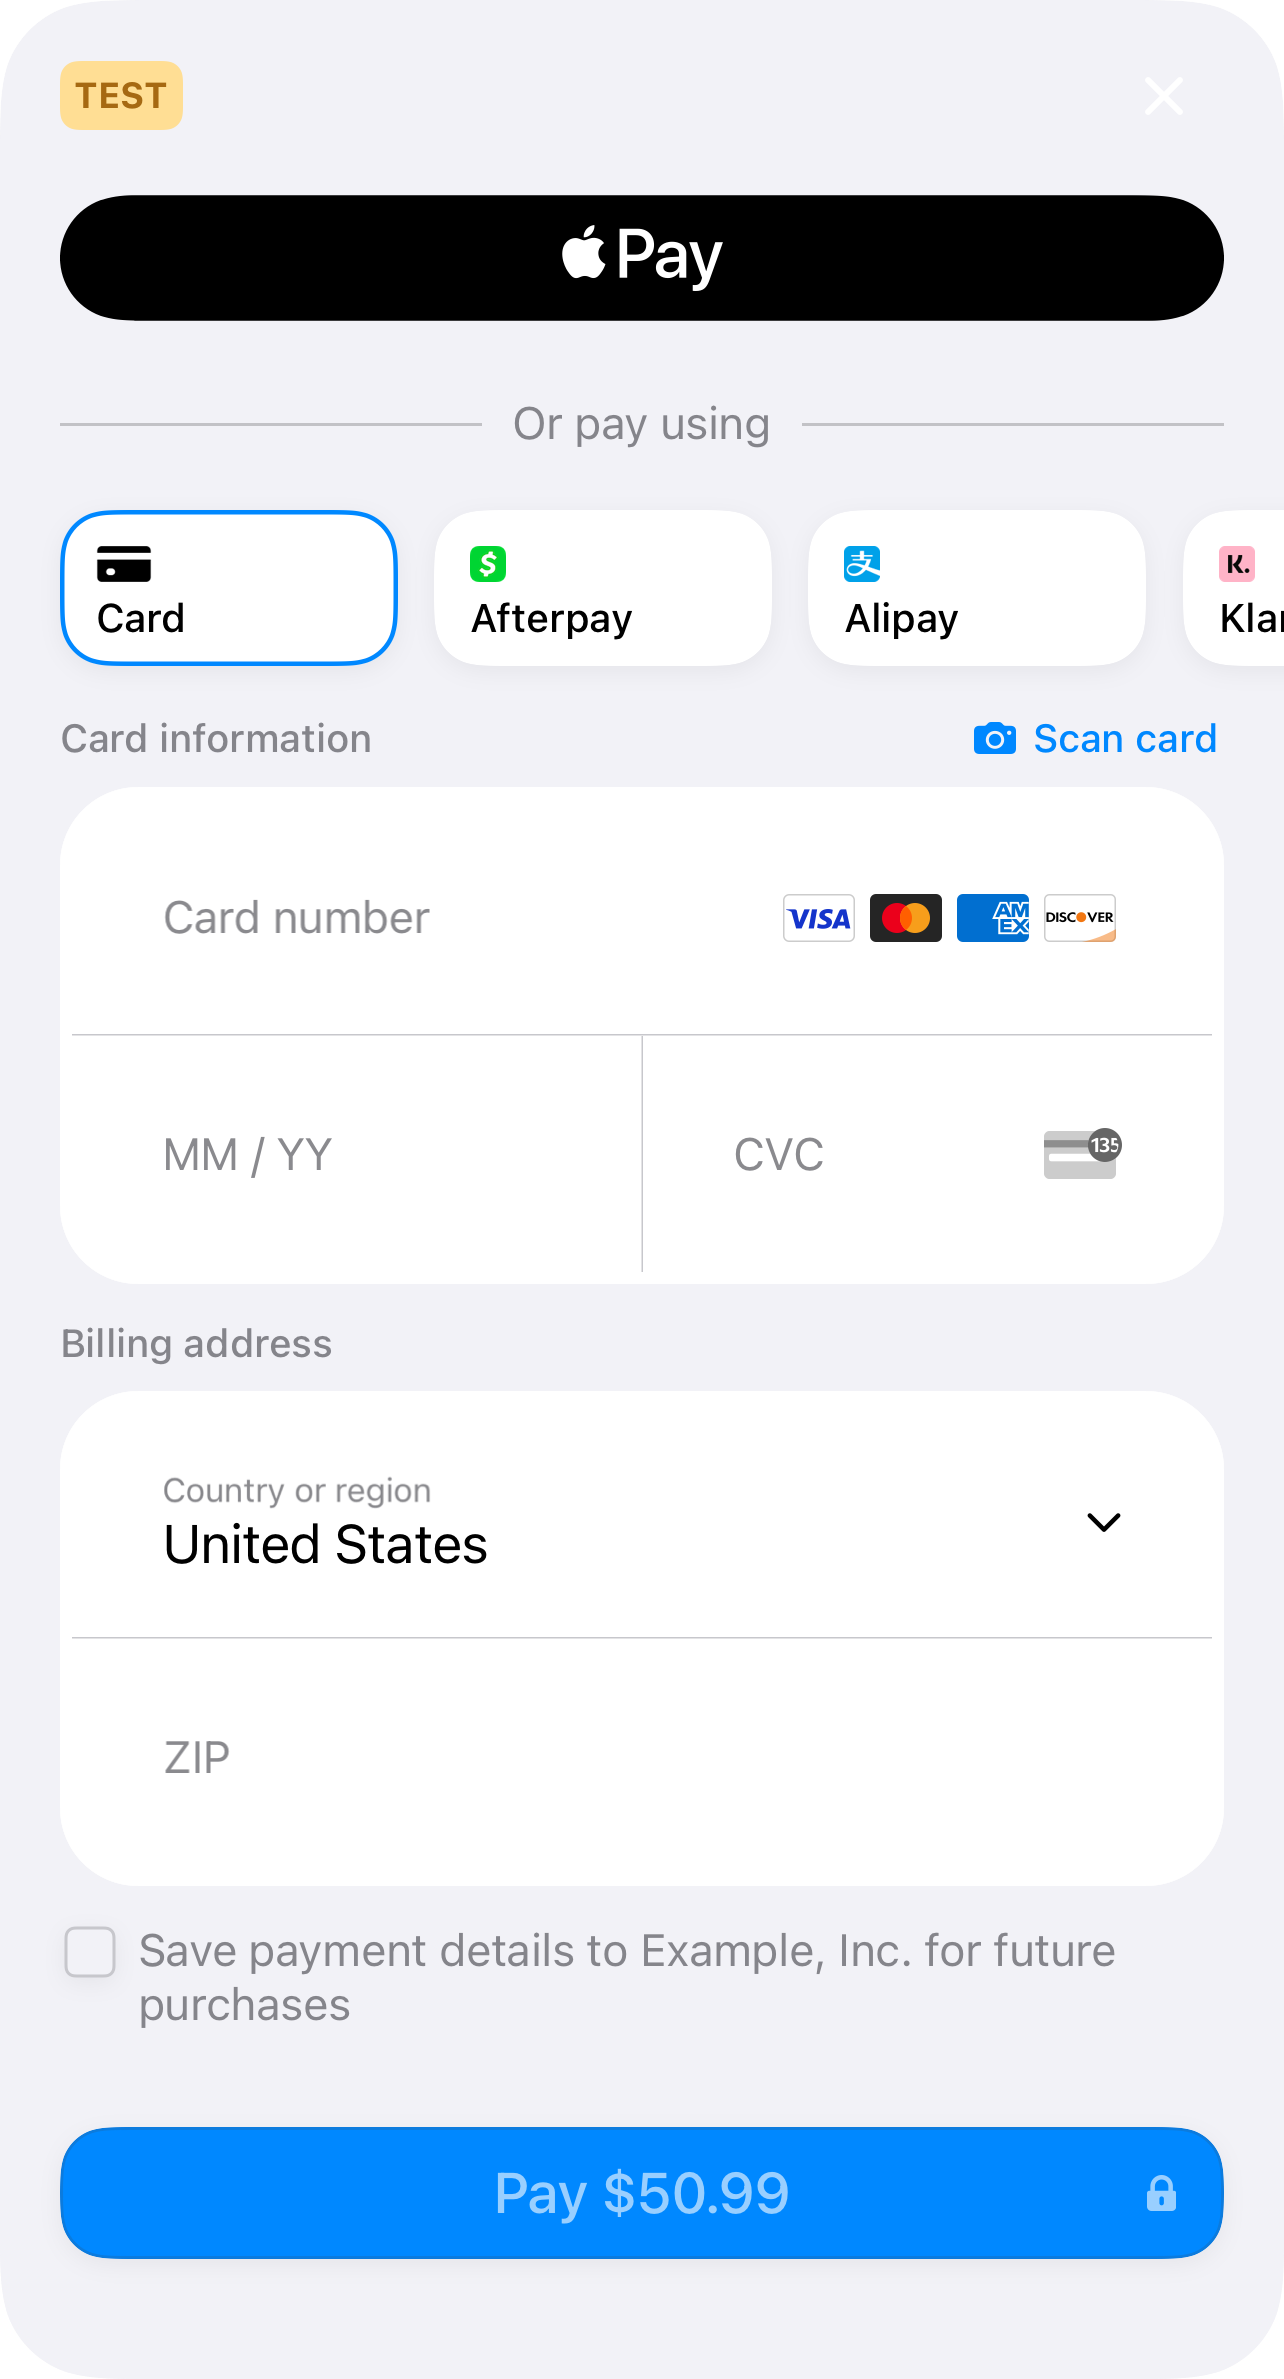 TEST
Pay
Or pay using
Card
Afterpay
支
Alipay
K.
Klar
Card information
Scan card
Card number
VISA
AM
EX
DISCOVER
MM / YY
CVC
135
Billing address
Country or region
United States
ZIP
Save payment details to Example, Inc. for future
purchases
Pay $50.99